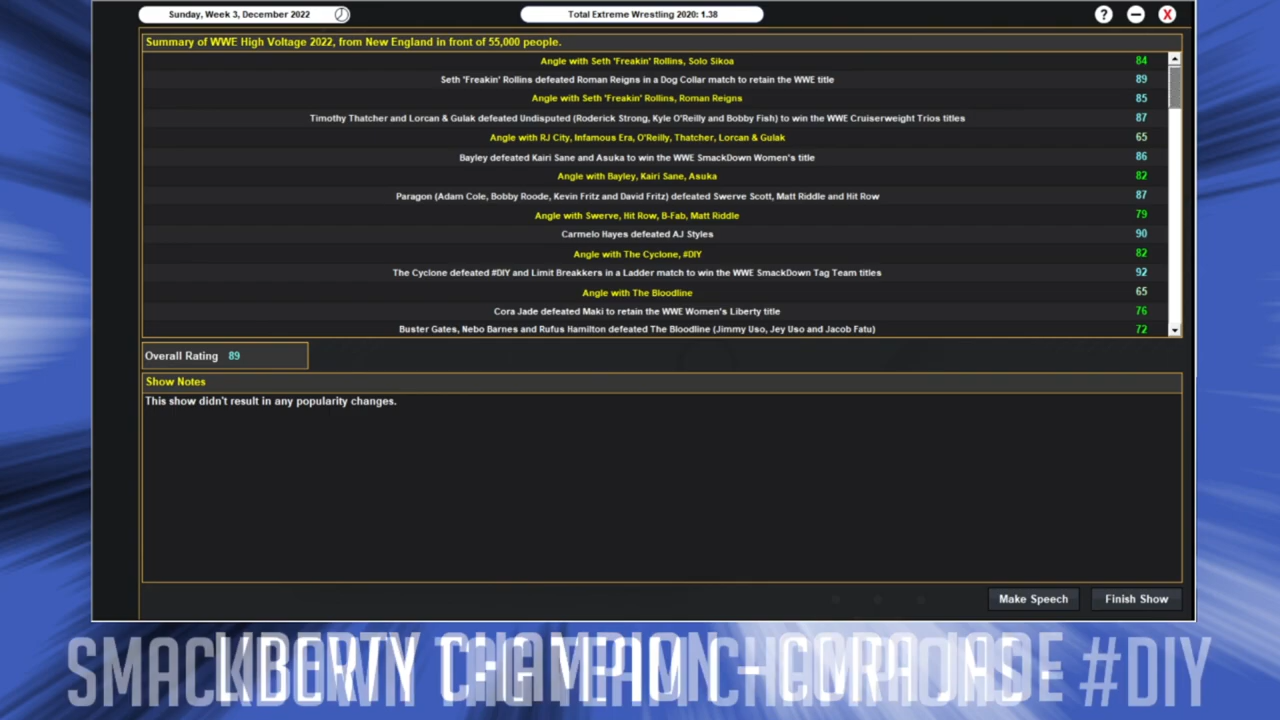 Sunday, Week 3, December 2022
Total Extreme Wrestling 2020: 1.38
? X
Summary of WWE High Voltage 2022, from New England in front of 55,000 people.
Angle with Seth 'Freakin' Rollins, Solo Sikoa 84
Seth 'Freakin' Rollins defeated Roman Reigns in a Dog Collar match to retain the WWE title 89
Angle with Seth 'Freakin' Rollins, Roman Reigns 85
Timothy Thatcher and Lorcan & Gulak defeated Undisputed (Roderick Strong, Kyle O'Reilly and Bobby Fish) to win the WWE Cruiserweight Trios titles 87
Angle with RJ City, Infamous Era, O'Reilly, Thatcher, Lorcan & Gulak 65
Bayley defeated Kairi Sane and Asuka to win the WWE SmackDown Women's title 86
Angle with Bayley, Kairi Sane, Asuka 82
Paragon (Adam Cole, Bobby Roode, Kevin Fritz and David Fritz) defeated Swerve Scott, Matt Riddle and Hit Row 87
Angle with Swerve, Hit Row, B-Fab, Matt Riddle 79
Carmelo Hayes defeated AJ Styles 90
Angle with The Cyclone, #DIY 82
The Cyclone defeated #DIY and Limit Breakkers in a Ladder match to win the WWE SmackDown Tag Team titles 92
Angle with The Bloodline 65
Cora Jade defeated Maki to retain the WWE Women's Liberty title 76
Buster Gates, Nebo Barnes and Rufus Hamilton defeated The Bloodline (Jimmy Uso, Jey Uso and Jacob Fatu) 72
Overall Rating 89
Show Notes
This show didn't result in any popularity changes.
Make Speech Finish Show
#DIY